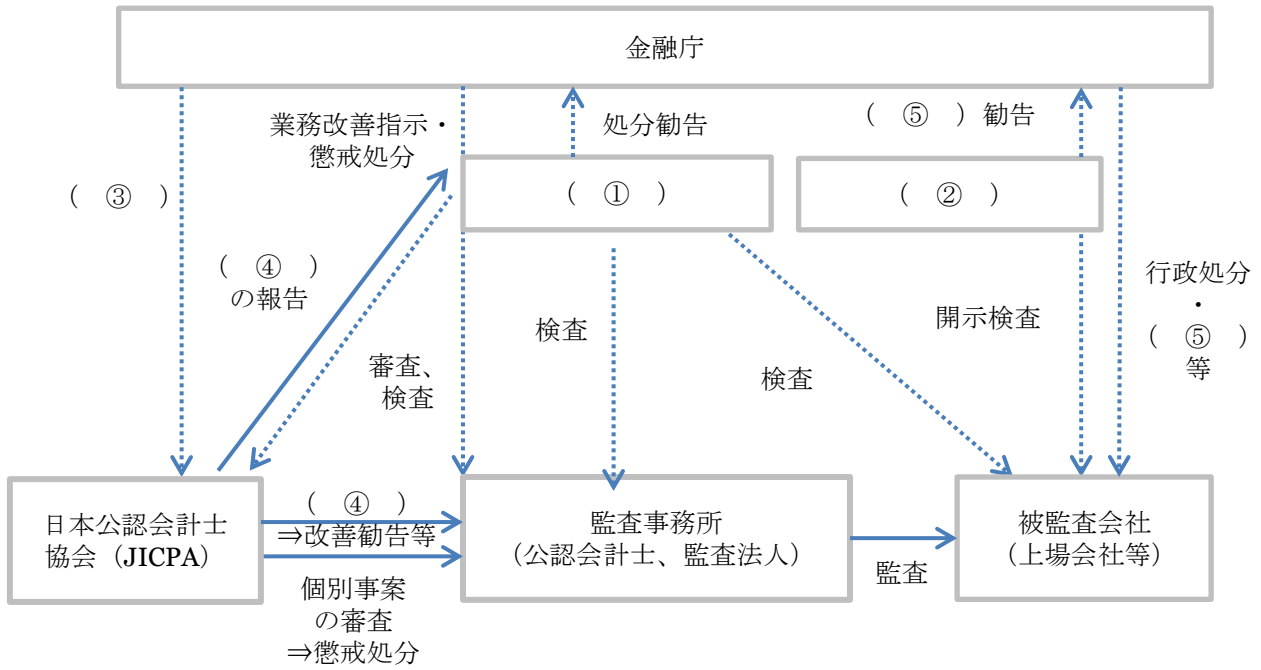 金融庁
業務改善指示・
懲戒処分
処分勧告
( ⑤ ) 勧告
( ③ )
( ① )
( ② )
( ④ )
の報告
審査、
検査
検査
検査
開示検査
行政処分
・
( ⑤ )
等
日本公認会計士
協会（JICPA）
( ④ )
⇒改善勧告等
個別事案
の審査
⇒懲戒処分
監査事務所
（公認会計士、監査法人）
監査
被監査会社
（上場会社等）